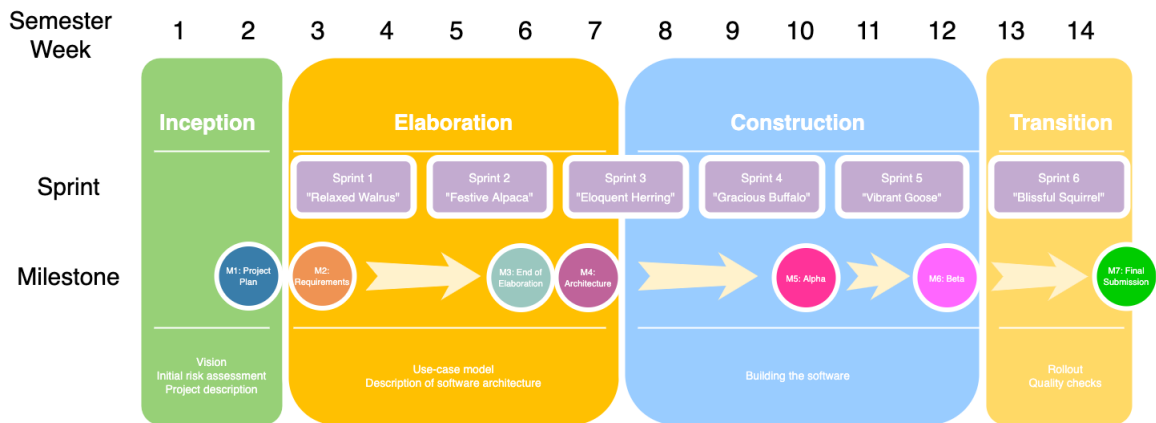 Semester
Week
1 2 3 4 5 6 7 8 9 10 11 12 13 14
Inception
Elaboration
Construction
Transition
Sprint
Sprint 1
"Relaxed Walrus"
Sprint 2
"Festive Alpaca"
Sprint 3
"Eloquent Herring"
Sprint 4
"Gracious Buffalo"
Sprint 5
"Vibrant Goose"
Sprint 6
"Blissful Squirrel"
Milestone
M1: Project
Plan
M2:
Requirements
M3: End of
Elaboration
M4:
Architecture
M5: Alpha
M6: Beta
M7: Final
Submission
Vision
Initial risk assessment
Project description
Use-case model
Description of software architecture
Building the software
Rollout
Quality checks